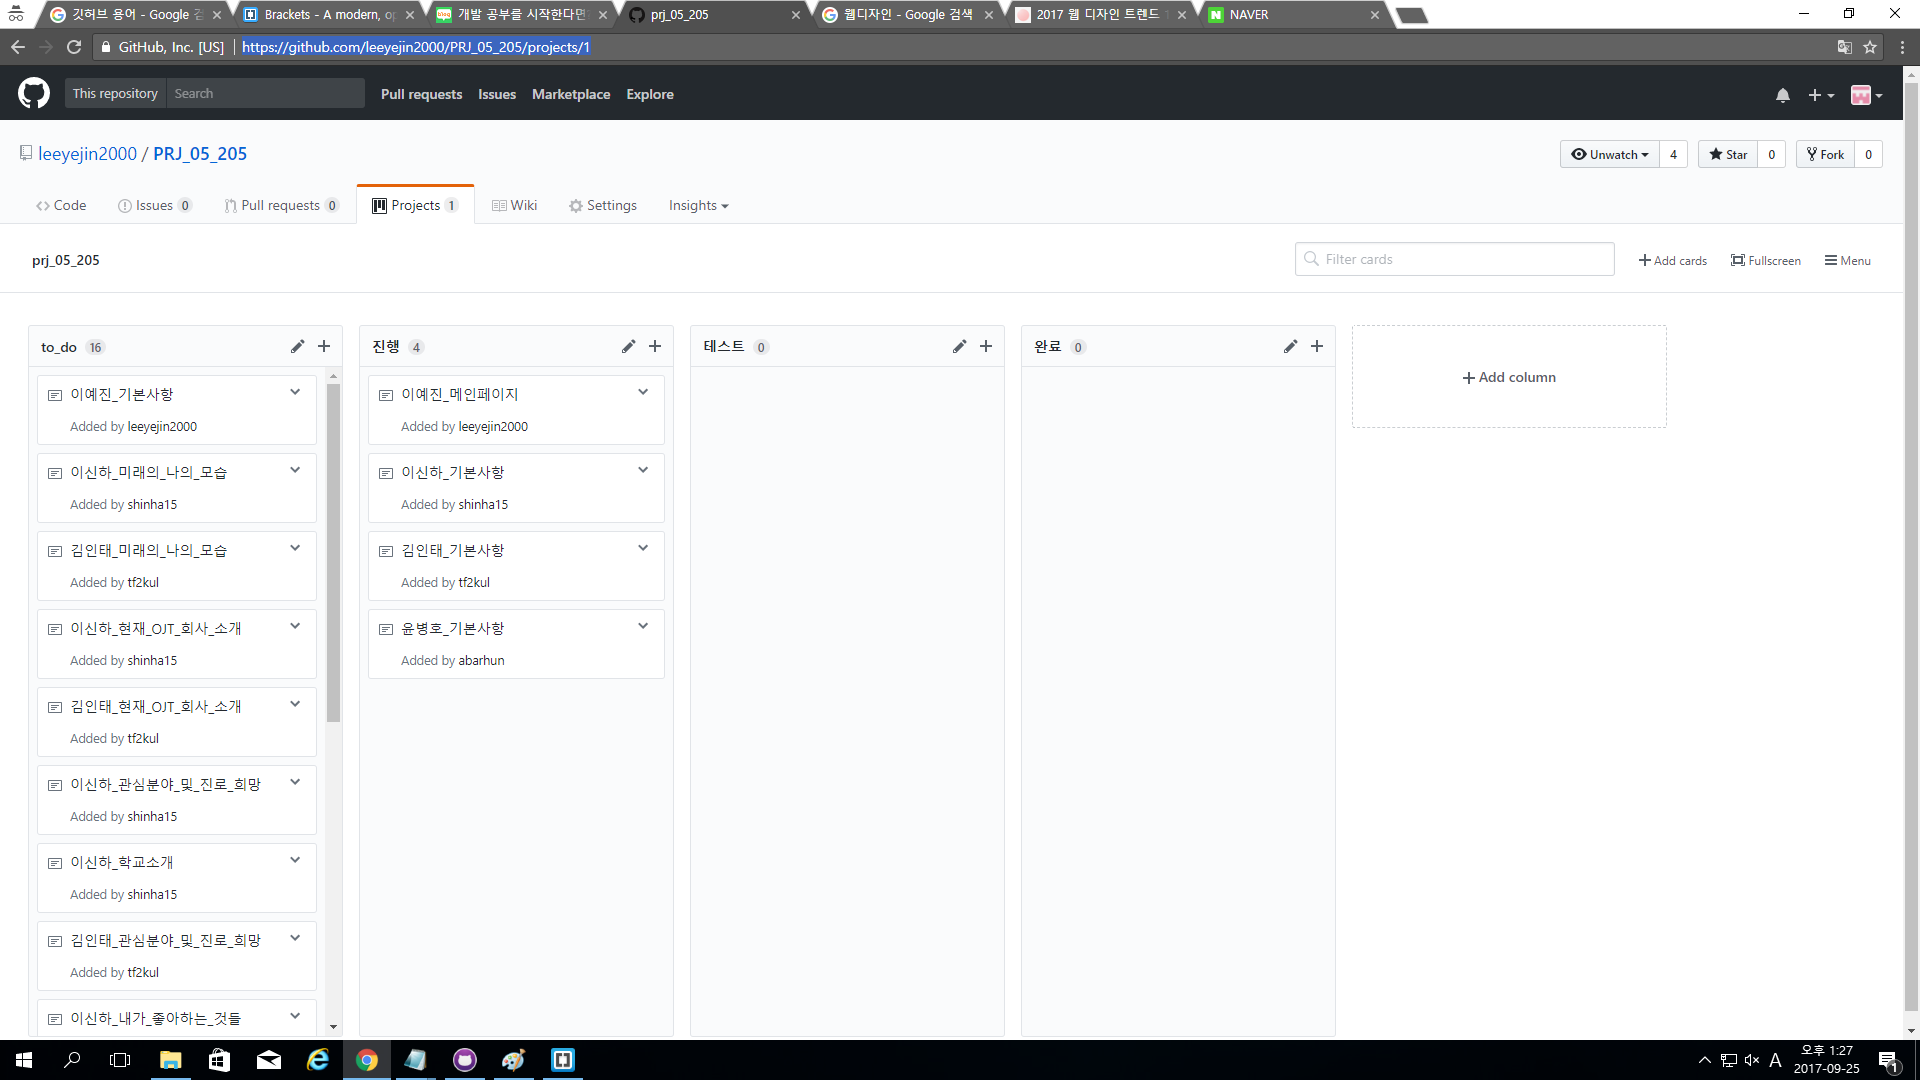 깃허브 용어 - Google 검
Brackets - A modern, op
개발 공부를 시작한다면
prj_05_205
웹디자인 - Google 검색
2017 웹 디자인 트렌드
NAVER
GitHub, Inc. [US]
https://github.com/leeyejin2000/PRJ_05_205/projects/1
This repository
Search
Pull requests
Issues
Marketplace
Explore
leeyejin2000 / PRJ_05_205
Unwatch
4
Star
0
Fork
0
Code
Issues 0
Pull requests 0
Projects 1
Wiki
Settings
Insights
prj_05_205
Filter cards
Add cards
Fullscreen
Menu
to_do 16
이예진_기본사항
Added by leeyejin2000
이신하_미래의_나의_모습
Added by shinha15
김인태_미래의_나의_모습
Added by tf2kul
이신하_현재_OJT_회사_소개
Added by shinha15
김인태_현재_OJT_회사_소개
Added by tf2kul
이신하_관심분야_및_진로_희망
Added by shinha15
이신하_학교소개
Added by shinha15
김인태_관심분야_및_진로_희망
Added by tf2kul
이신하_내가_좋아하는_것들
진행 4
이예진_메인페이지
Added by leeyejin2000
이신하_기본사항
Added by shinha15
김인태_기본사항
Added by tf2kul
윤병호_기본사항
Added by abarhun
테스트 0
완료 0
Add column
A
오후 1:27
2017-09-25
1